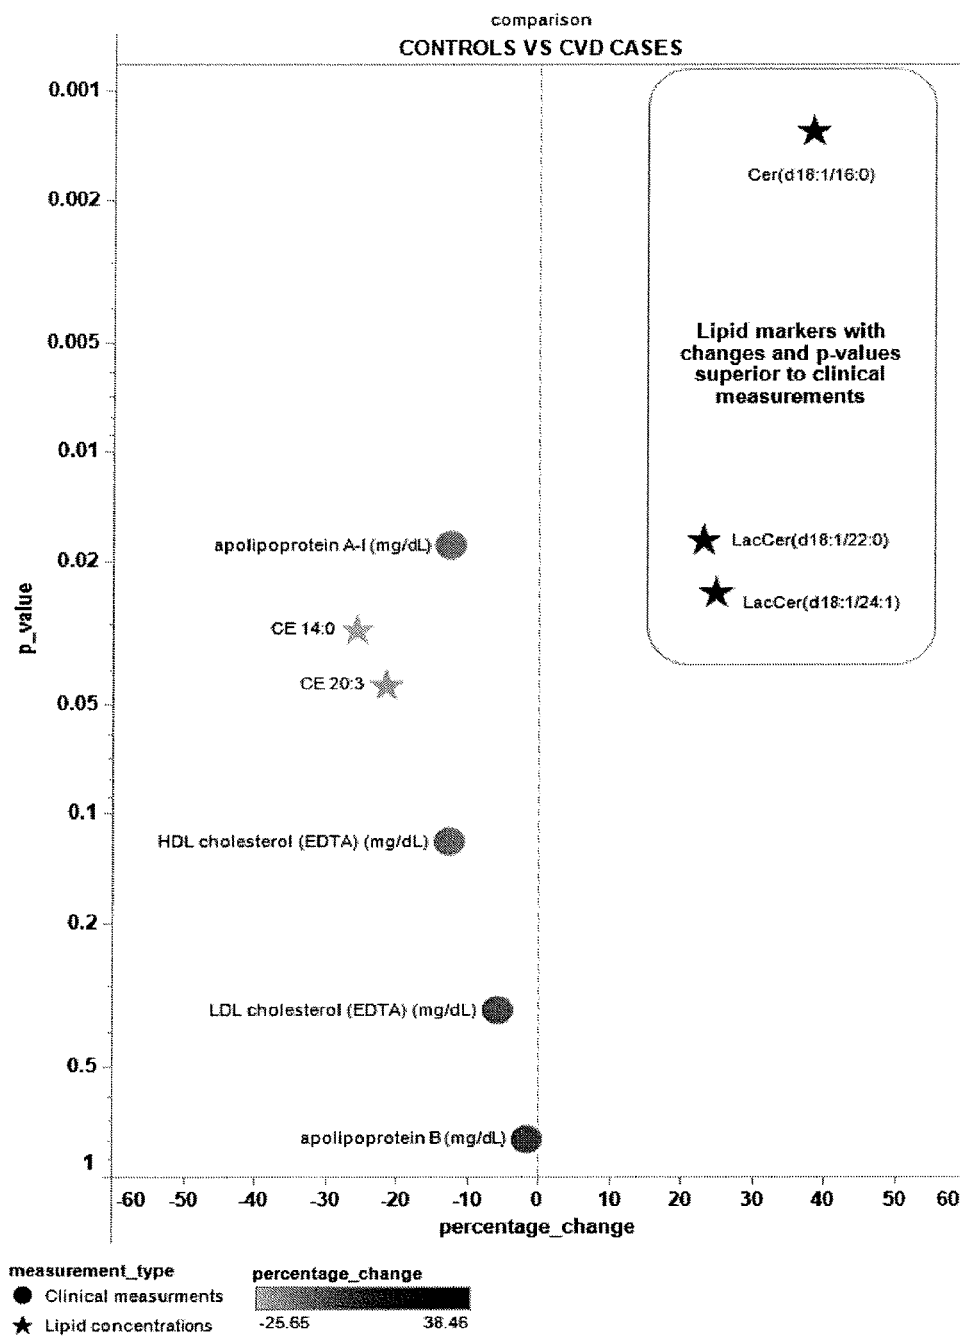 comparison
CONTROLS VS CVD CASES
0.001
Cer(d18:1/16:0)
0.002
0.005
Lipid markers with
changes and p-values
superior to clinical
measurements
0.01
apolipoprotein A-I (mg/dL)
LacCer(d18:1/22:0)
0.02
LacCer(d18:1/24:1)
p_value
CE 14:0
CE 20:3
0.05
0.1
HDL cholesterol (EDTA) (mg/dL)
0.2
LDL cholesterol (EDTA) (mg/dL)
0.5
apolipoprotein B (mg/dL)
1
-60 -50 -40 -30 -20 -10 0 10 20 30 40 50 60
percentage_change
measurement_type
Clinical measurments
Lipid concentrations
percentage_change
-25.65 38.46